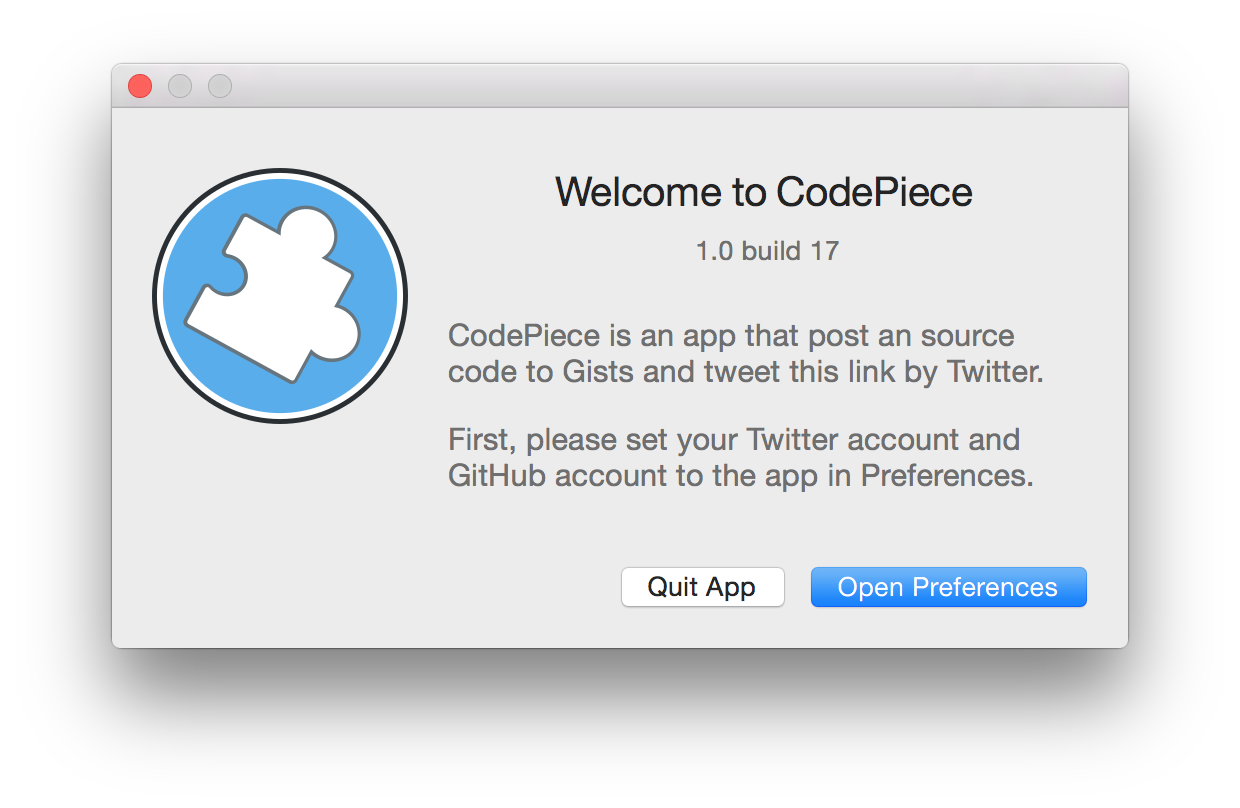 Welcome to CodePiece
1.0 build 17
CodePiece is an app that post an source
code to Gists and tweet this link by Twitter.
First, please set your Twitter account and
GitHub account to the app in Preferences.
Quit App
Open Preferences